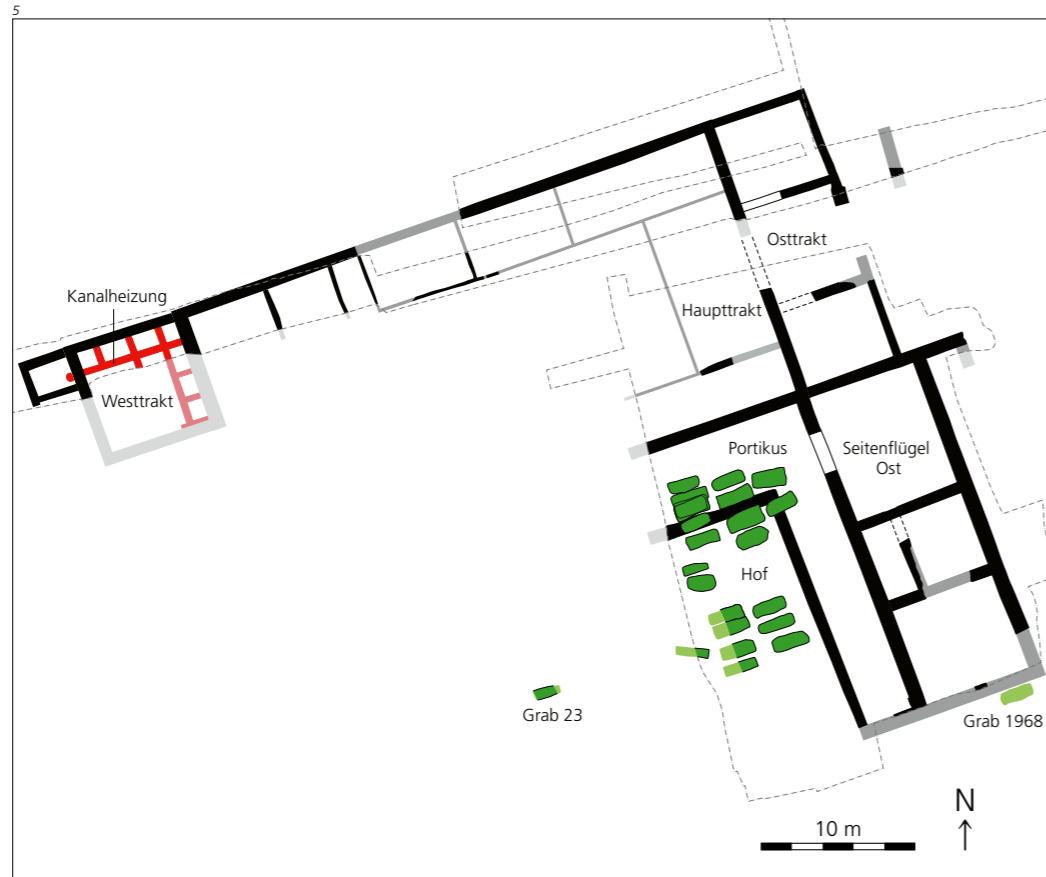 5
Osttrakt
Kanalheizung
Haupttrakt
Westtrakt
Portikus
Seitenflügel
Ost
Hof
Grab 23
Grab 1968
N
10 m